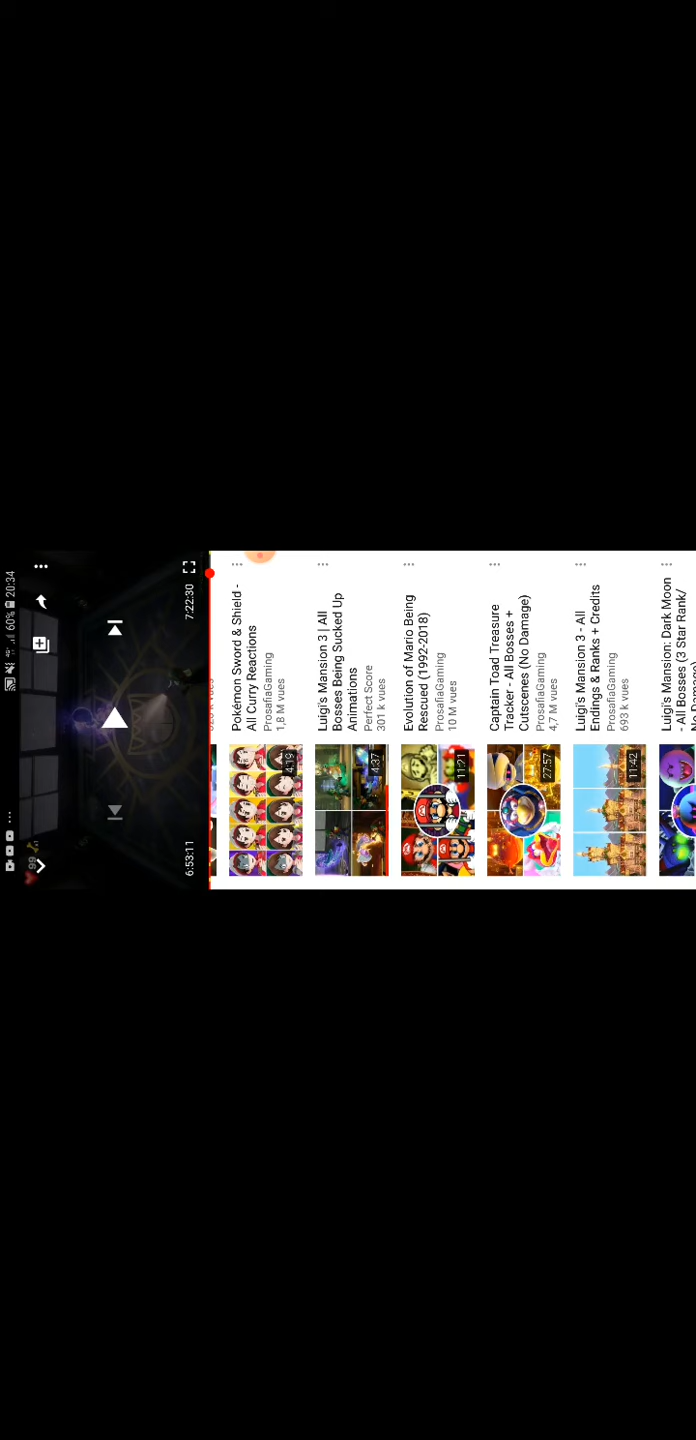 4G 60% 20:34
99
6:53:11
7:22:30
Pokémon Sword & Shield -
All Curry Reactions
ProsafiaGaming
1,8 M vues
4:19
Luigi's Mansion 3 | All
Bosses Being Sucked Up
Animations
Perfect Score
301 k vues
4:37
Evolution of Mario Being
Rescued (1992-2018)
ProsafiaGaming
10 M vues
11:21
Captain Toad Treasure
Tracker - All Bosses +
Cutscenes (No Damage)
ProsafiaGaming
4,7 M vues
27:57
Luigi's Mansion 3 - All
Endings & Ranks + Credits
ProsafiaGaming
693 k vues
11:42
Luigi's Mansion: Dark Moon
- All Bosses (3 Star Rank/
No Damage)